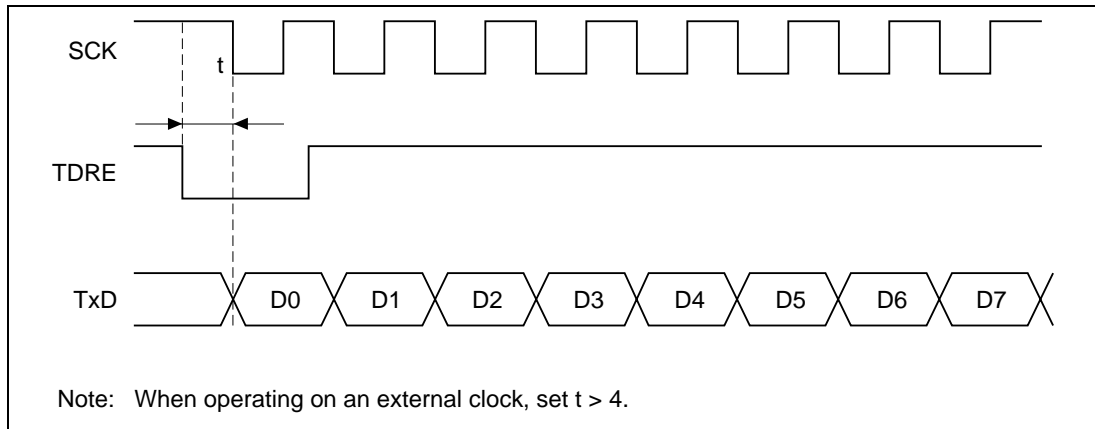 SCK
t
TDRE
TxD D0 D1 D2 D3 D4 D5 D6 D7
Note: When operating on an external clock, set t > 4.